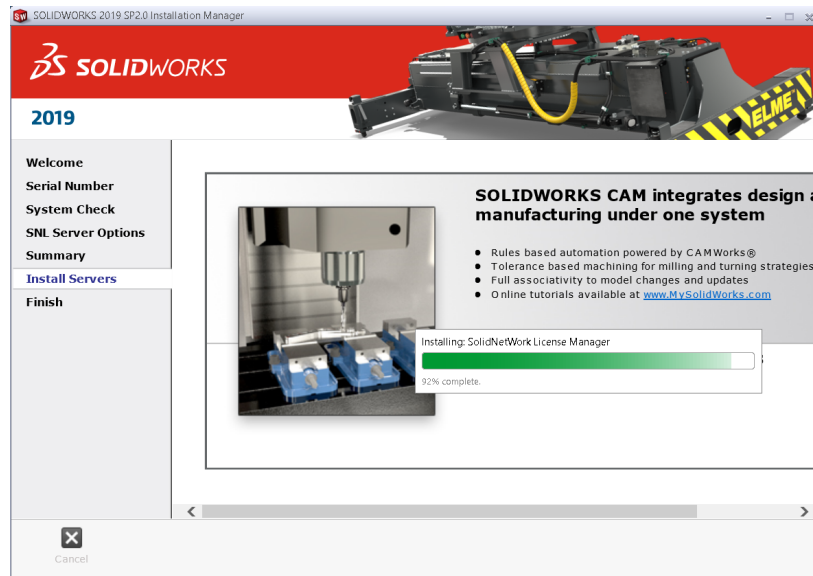 SOLIDWORKS 2019 SP2.0 Installation Manager
SOLIDWORKS
ELME
2019
Welcome
Serial Number
System Check
SNL Server Options
Summary
Install Servers
Finish
SOLIDWORKS CAM integrates design
manufacturing under one system
Rules based automation powered by CAMWorks®
Tolerance based machining for milling and turning strategies
Full associativity to model changes and updates
Online tutorials available at www.MySolidWorks.com
Installing: SolidNetWork License Manager
92% complete.
Cancel